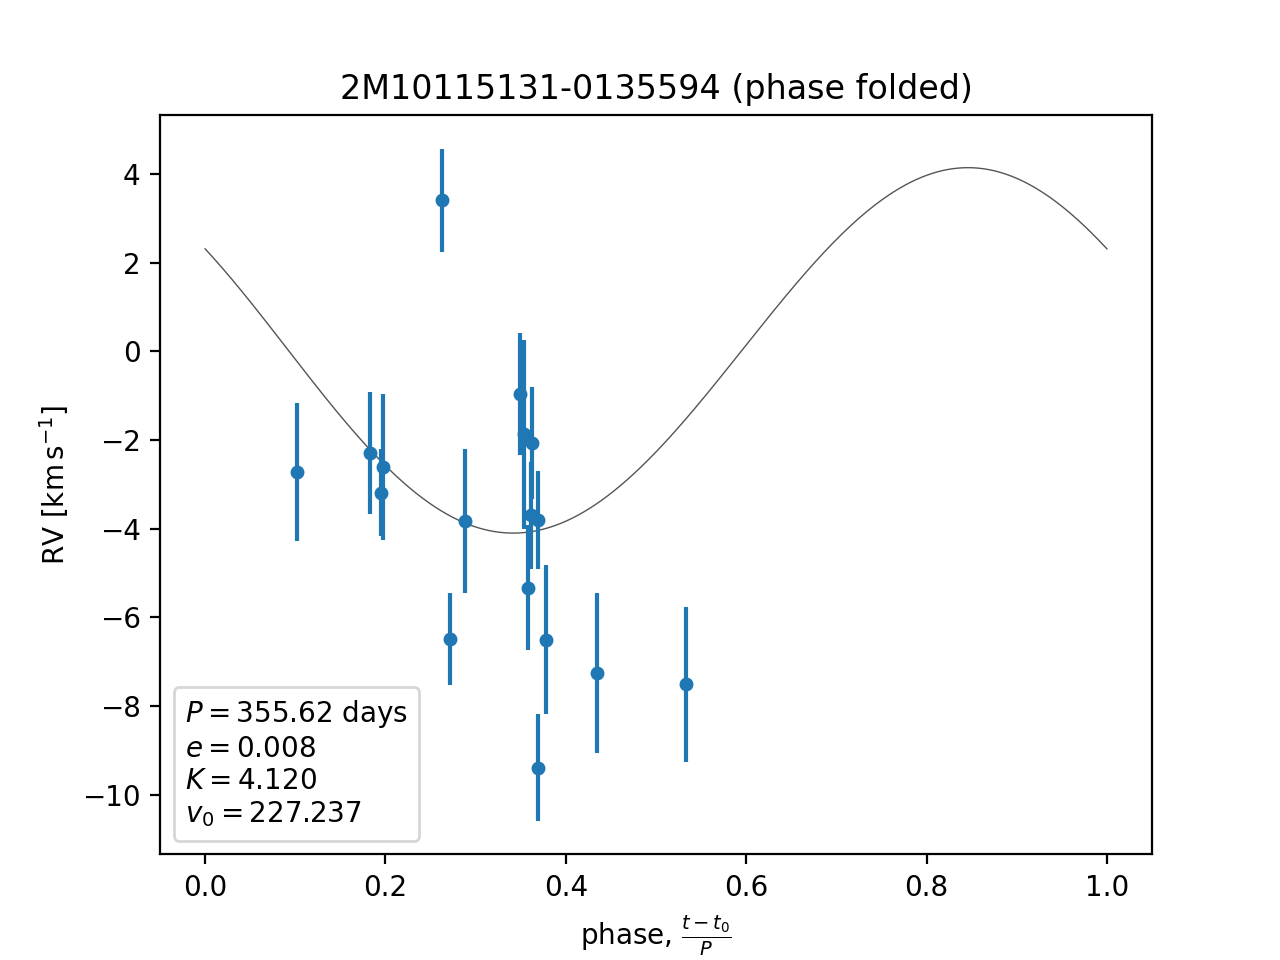 2M10115131-0135594 (phase folded)
4
2
0
−2
−4
−6
−8
−10
RV [km s⁻¹]
P = 355.62 days
e = 0.008
K = 4.120
v₀ = 227.237
0.0 0.2 0.4 0.6 0.8 1.0
phase, (t − t₀)/P